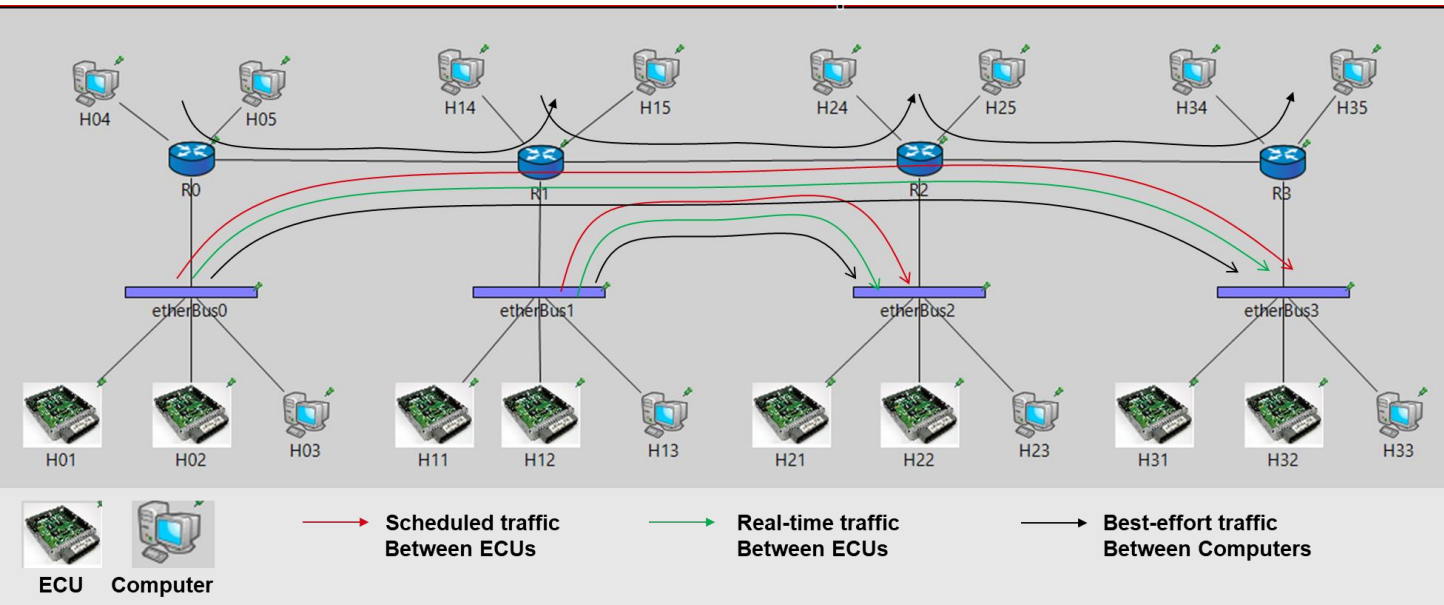 H04
H05
H14
H15
H24
H25
H34
H35
R0
R1
R2
R3
etherBus0
etherBus1
etherBus2
etherBus3
H01
H02
H03
H11
H12
H13
H21
H22
H23
H31
H32
H33
ECU
Computer
Scheduled traffic
Between ECUs
Real-time traffic
Between ECUs
Best-effort traffic
Between Computers